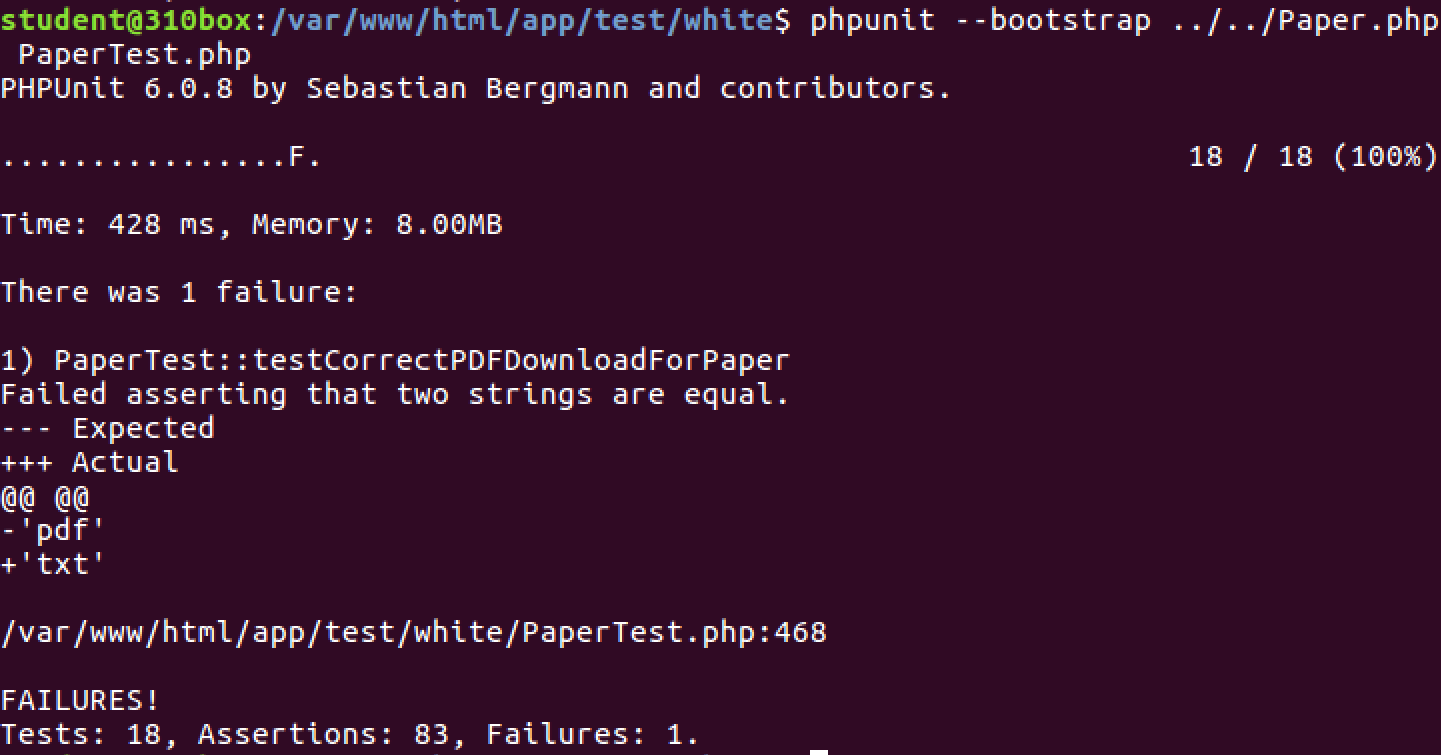 student@310box:/var/www/html/app/test/white$ phpunit --bootstrap ../../Paper.php
PaperTest.php
PHPUnit 6.0.8 by Sebastian Bergmann and contributors.
................F. 18 / 18 (100%)
Time: 428 ms, Memory: 8.00MB
There was 1 failure:
1) PaperTest::testCorrectPDFDownloadForPaper
Failed asserting that two strings are equal.
--- Expected
+++ Actual
@@ @@
-'pdf'
+'txt'
/var/www/html/app/test/white/PaperTest.php:468
FAILURES!
Tests: 18, Assertions: 83, Failures: 1.